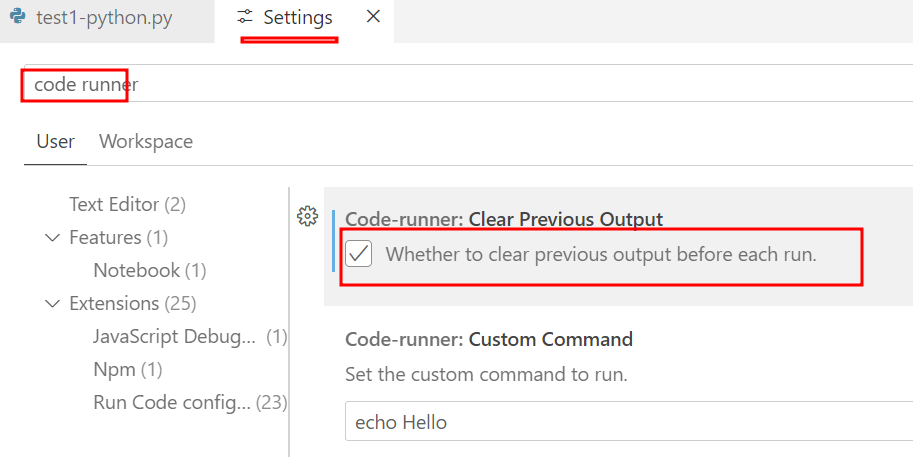 test1-python.py
Settings
code runner
User
Workspace
Text Editor (2)
Features (1)
Notebook (1)
Extensions (25)
JavaScript Debug... (1)
Npm (1)
Run Code config... (23)
Code-runner: Clear Previous Output
Whether to clear previous output before each run.
Code-runner: Custom Command
Set the custom command to run.
echo Hello